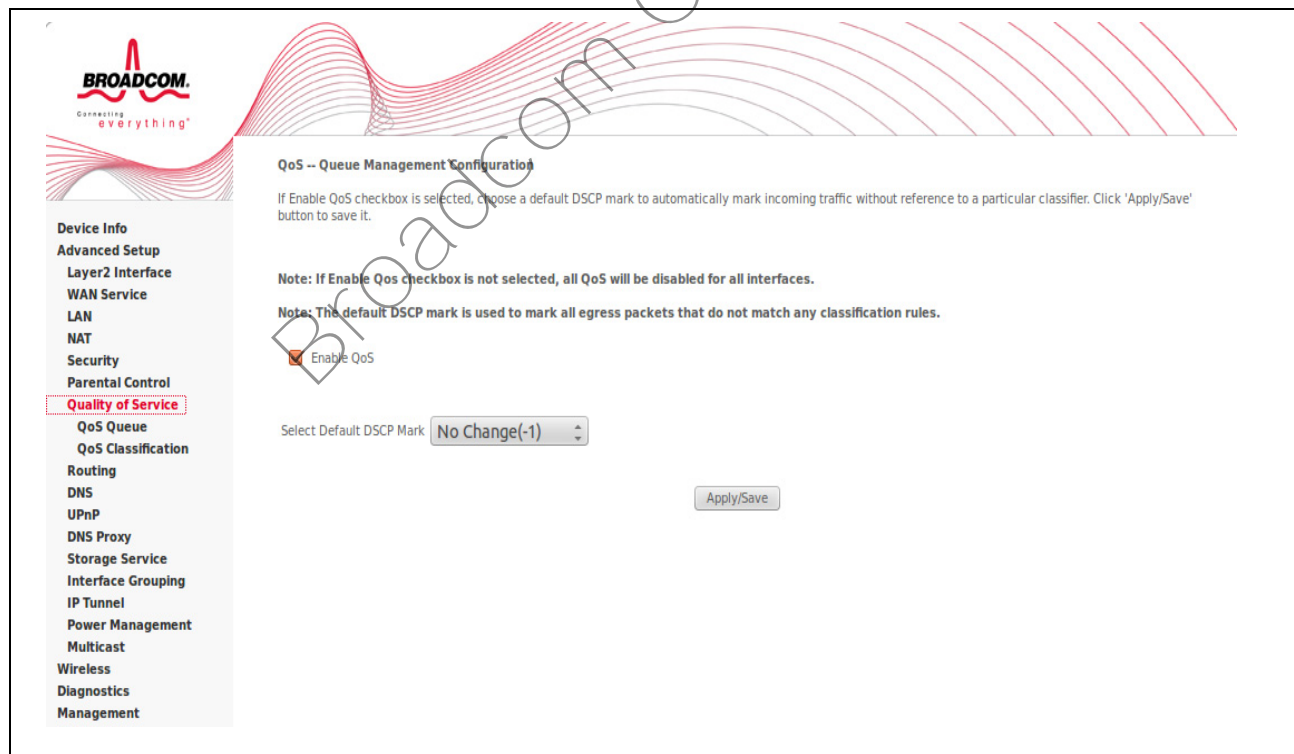 BROADCOM.
Connecting
everything®
QoS -- Queue Management Configuration
If Enable QoS checkbox is selected, choose a default DSCP mark to automatically mark incoming traffic without reference to a particular classifier. Click 'Apply/Save'
button to save it.
Note: If Enable Qos checkbox is not selected, all QoS will be disabled for all interfaces.
Note: The default DSCP mark is used to mark all egress packets that do not match any classification rules.
Enable QoS
Select Default DSCP Mark No Change(-1)
Apply/Save
Device Info
Advanced Setup
Layer2 Interface
WAN Service
LAN
NAT
Security
Parental Control
Quality of Service
QoS Queue
QoS Classification
Routing
DNS
UPnP
DNS Proxy
Storage Service
Interface Grouping
IP Tunnel
Power Management
Multicast
Wireless
Diagnostics
Management
Broadcom